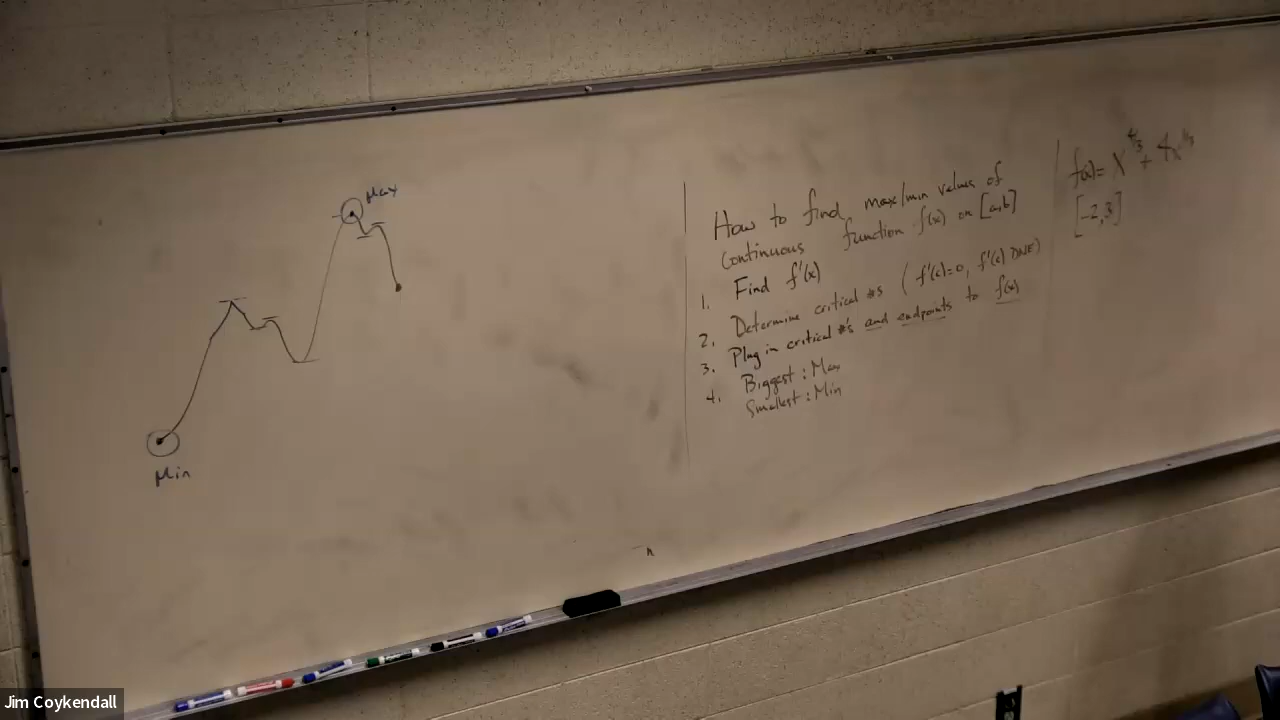 Max
Min
How to find max/min values of
continuous function f(x) on [a,b]
1. Find f'(x)
2. Determine critical #s (f'(c)=0, f'(c) DNE)
3. Plug in critical #'s and endpoints to f(x)
4. Biggest : Max
Smallest : Min
f(x)= x^{4/3} + 4x^{1/3}
[-2,3]
Jim Coykendall